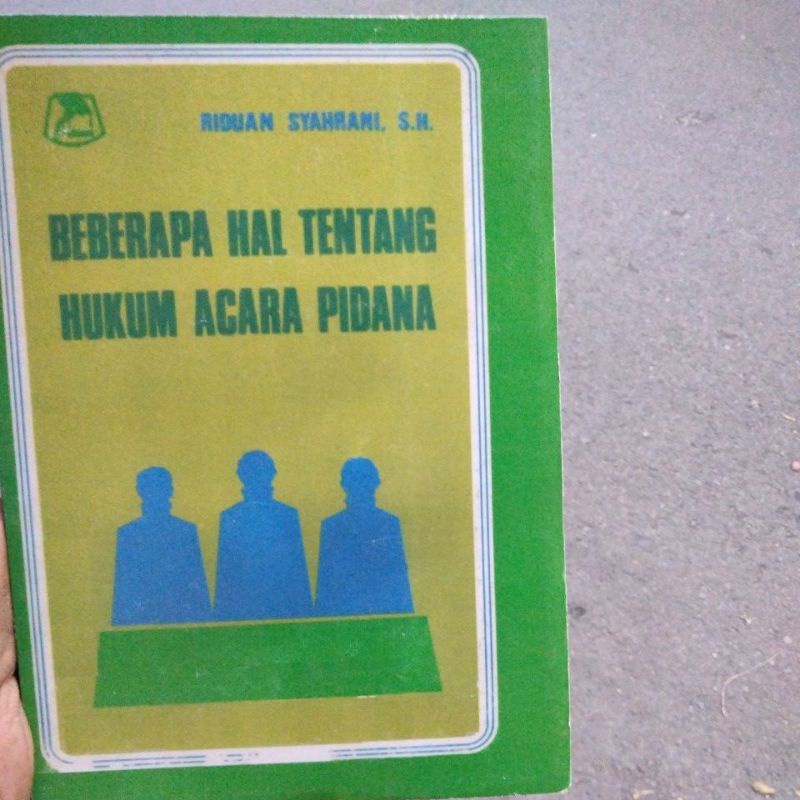 RIDUAN SYAHRANI, S.H.
BEBERAPA HAL TENTANG
HUKUM ACARA PIDANA